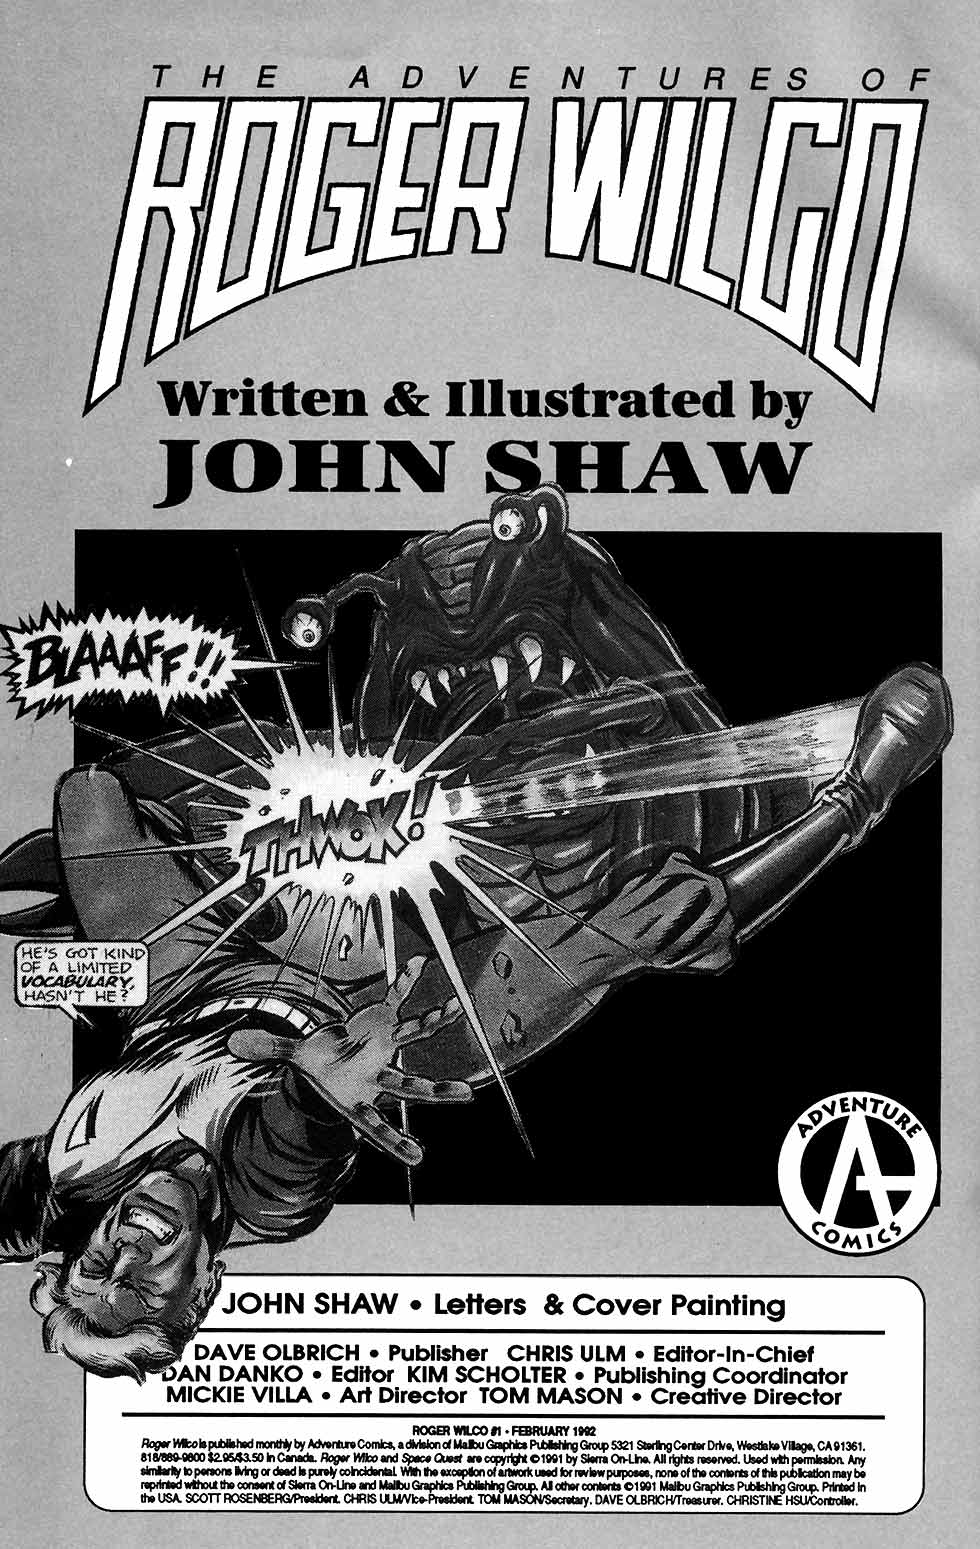 THE ADVENTURES OF
ROGER WILCO
Written & Illustrated by
JOHN SHAW
BLAAAFF!!
THWOK!
HE'S GOT KIND
OF A LIMITED
VOCABULARY,
HASN'T HE?
ADVENTURE
A
COMICS
JOHN SHAW • Letters & Cover Painting
DAVE OLBRICH • Publisher CHRIS ULM • Editor-In-Chief
DAN DANKO • Editor KIM SCHOLTER • Publishing Coordinator
MICKIE VILLA • Art Director TOM MASON • Creative Director
ROGER WILCO #1 • FEBRUARY 1992
Roger Wilco is published monthly by Adventure Comics, a division of Malibu Graphics Publishing Group 5321 Sterling Center Drive, Westlake Village, CA 91361.
818/889-9800 $2.95/$3.50 in Canada. Roger Wilco and Space Quest are copyright ©1991 by Sierra On-Line. All rights reserved. Used with permission. Any
similarity to persons living or dead is purely coincidental. With the exception of artwork used for review purposes, none of the contents of this publication may be
reprinted without the consent of Sierra On-Line and Malibu Graphics Publishing Group. All other contents ©1991 Malibu Graphics Publishing Group. Printed in
the USA. SCOTT ROSENBERG/President. CHRIS ULM/Vice-President. TOM MASON/Secretary. DAVE OLBRICH/Treasurer. CHRISTINE HSU/Controller.